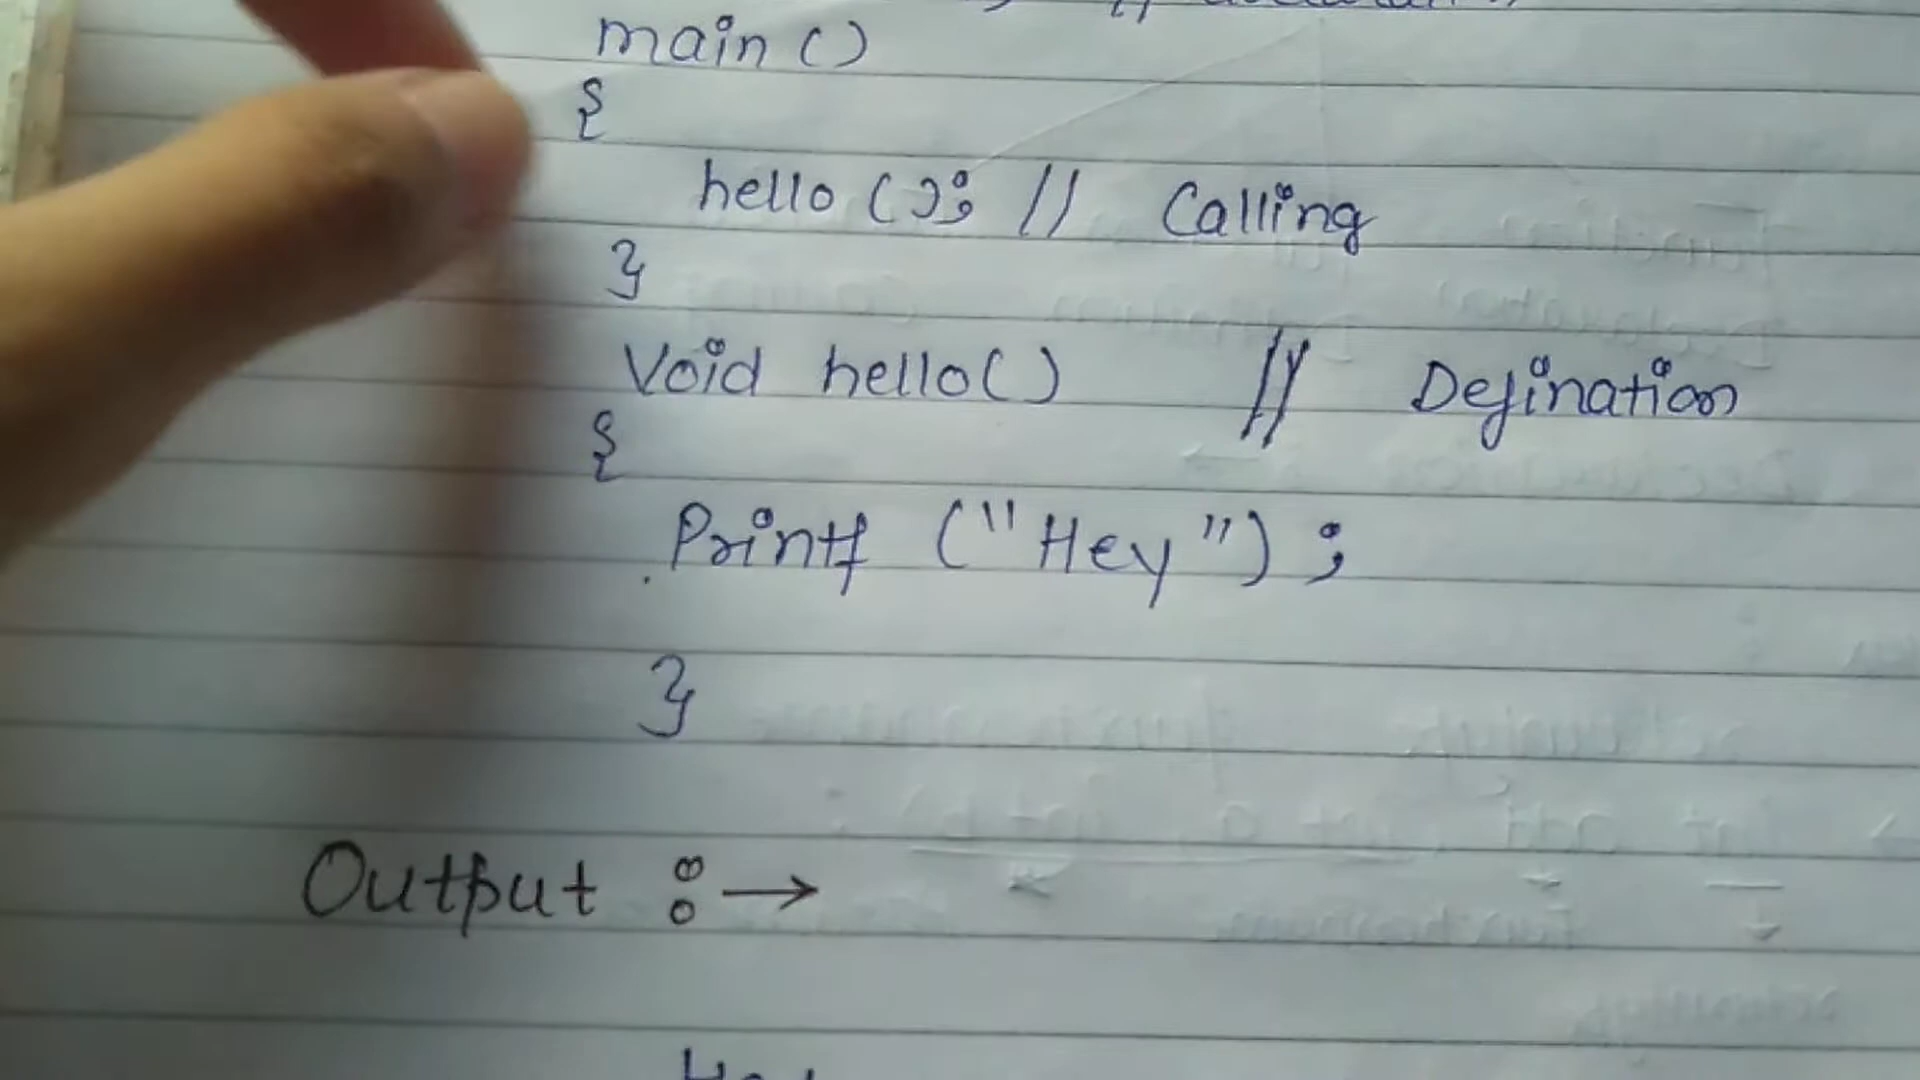 main ()
{
hello (); // Calling
}
Void hello() // Defination
{
Printf ("Hey");
}
Output :→